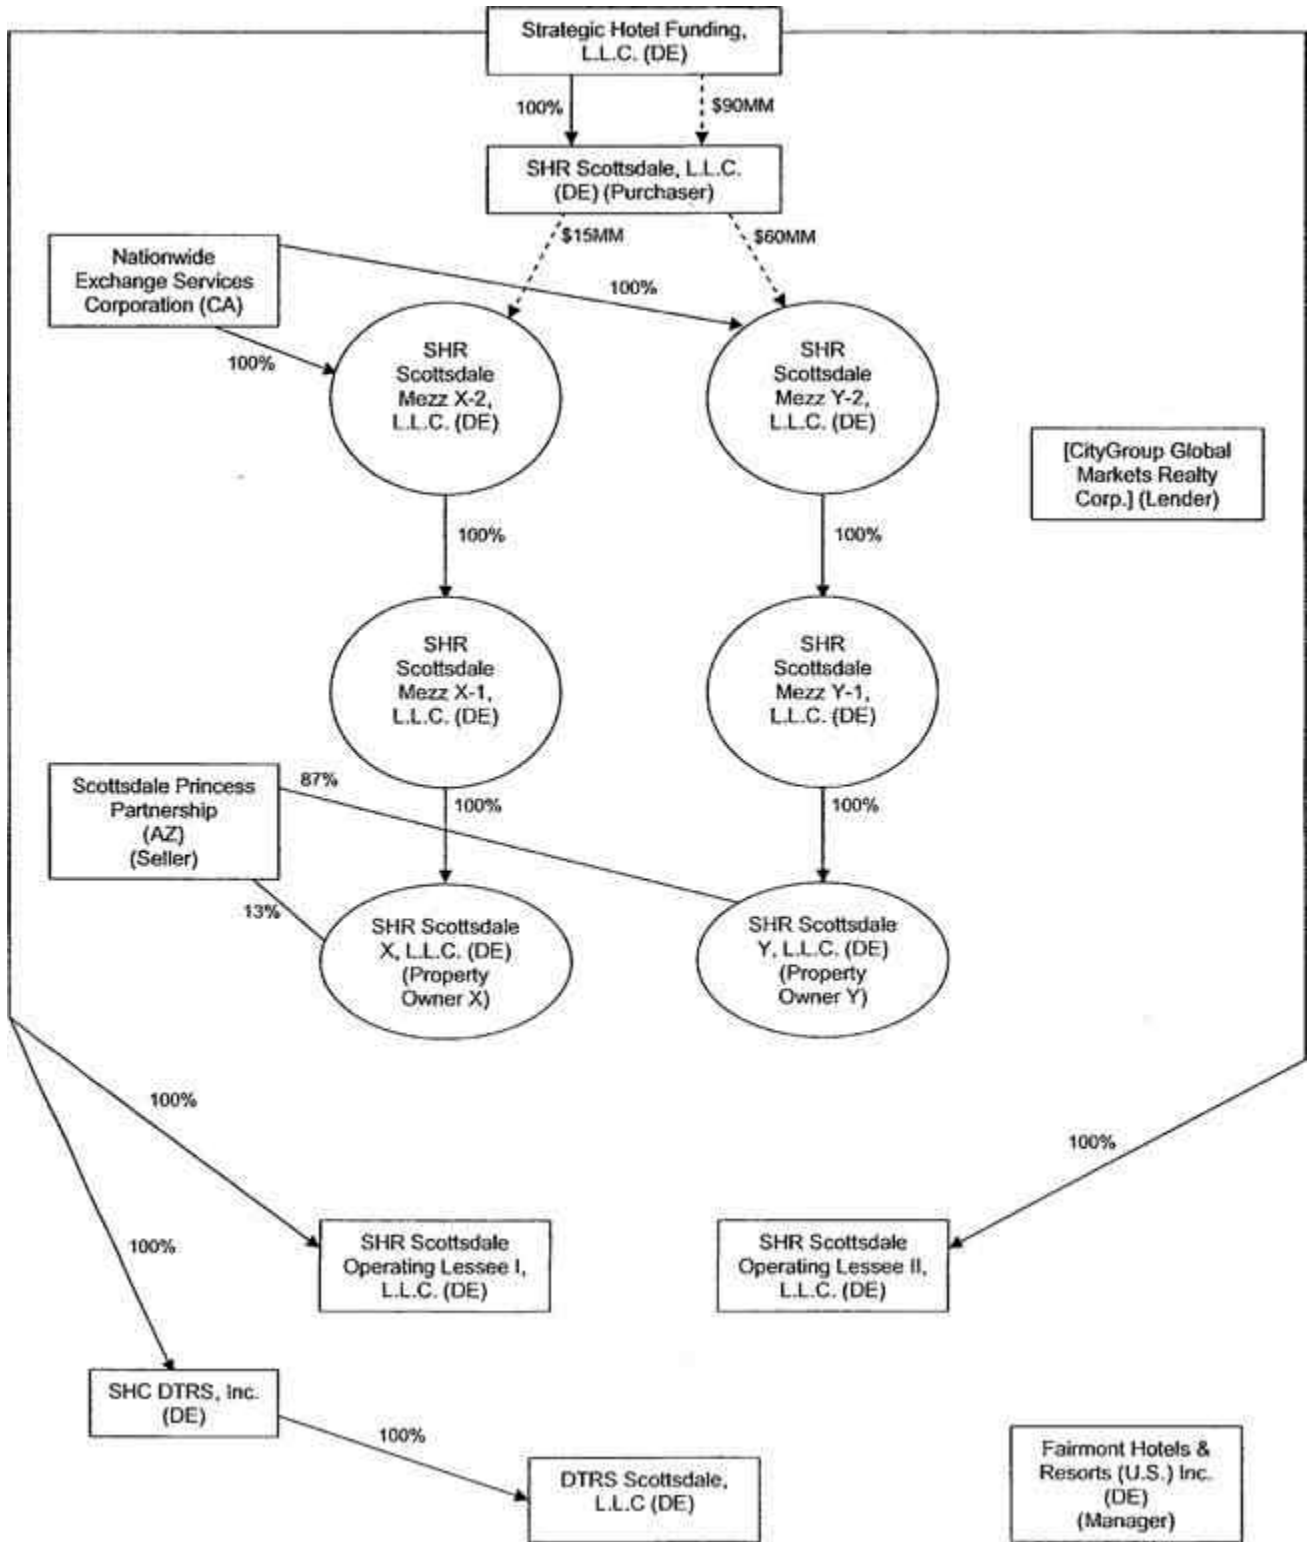 Strategic Hotel Funding,
L.L.C. (DE)
100%
$90MM
SHR Scottsdale, L.L.C.
(DE) (Purchaser)
$15MM
$60MM
Nationwide
Exchange Services
Corporation (CA)
100%
100%
SHR
Scottsdale
Mezz X-2,
L.L.C. (DE)
SHR
Scottsdale
Mezz Y-2,
L.L.C. (DE)
[CityGroup Global
Markets Realty
Corp.] (Lender)
100%
100%
SHR
Scottsdale
Mezz X-1,
L.L.C. (DE)
SHR
Scottsdale
Mezz Y-1,
L.L.C. (DE)
Scottsdale Princess
Partnership
(AZ)
(Seller)
87%
100%
100%
13%
SHR Scottsdale
X, L.L.C. (DE)
(Property
Owner X)
SHR Scottsdale
Y, L.L.C. (DE)
(Property
Owner Y)
100%
100%
100%
SHR Scottsdale
Operating Lessee I,
L.L.C. (DE)
SHR Scottsdale
Operating Lessee II,
L.L.C. (DE)
SHC DTRS, Inc.
(DE)
100%
DTRS Scottsdale,
L.L.C (DE)
Fairmont Hotels &
Resorts (U.S.) Inc.
(DE)
(Manager)